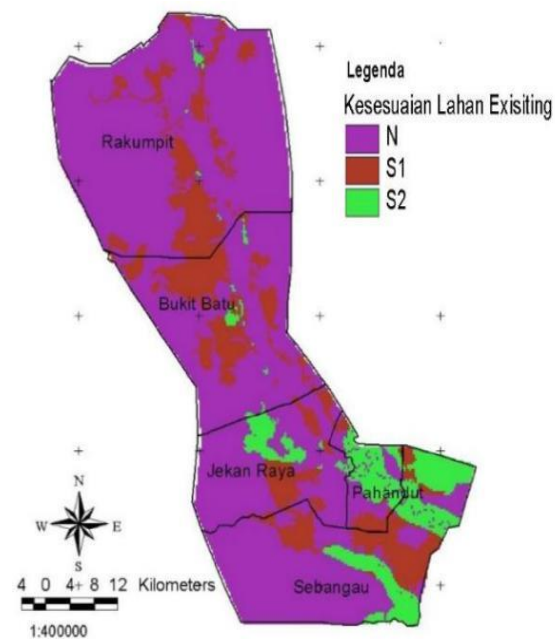 Legenda
Kesesuaian Lahan Exisiting
N
S1
S2
Rakumpit
Bukit Batu
Jekan Raya
Pahandut
Sebangau
N
W E
S
4 0 4 8 12 Kilometers
1:400000